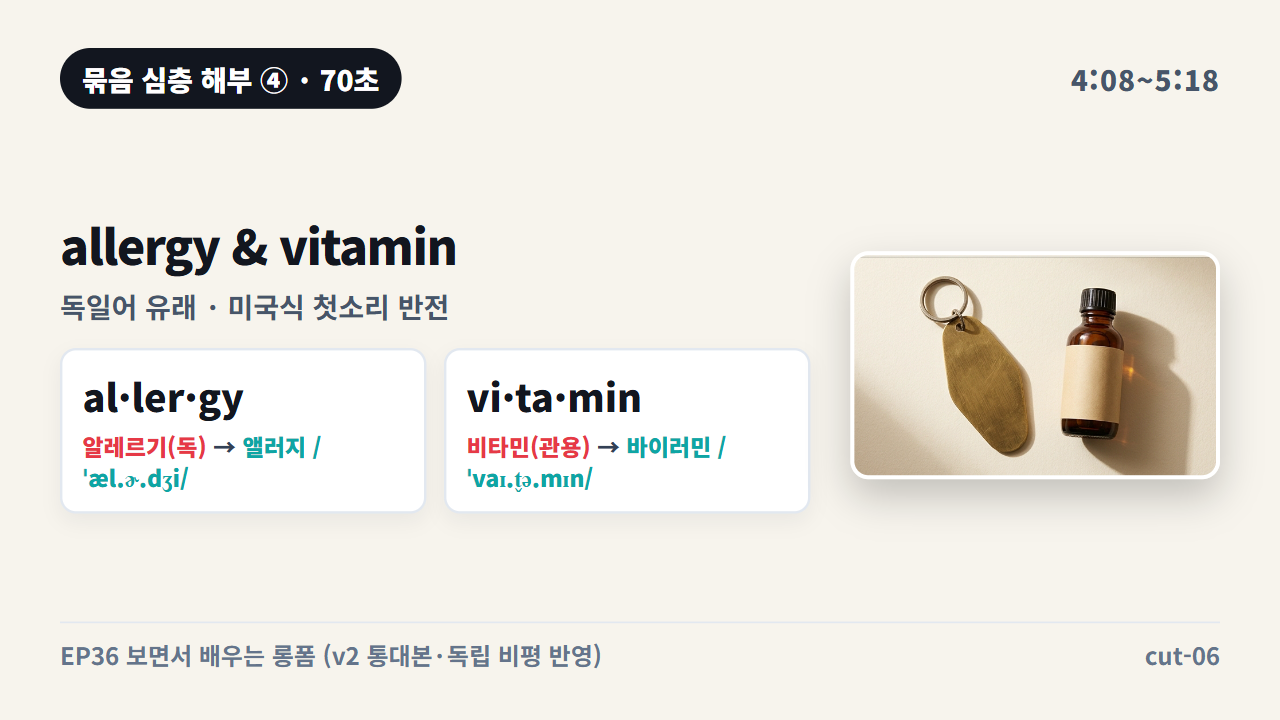 묶음 심층 해부 ④ · 70초
4:08~5:18
allergy & vitamin
독일어 유래 · 미국식 첫소리 반전
al·ler·gy
알레르기(독) → 앨러지 /
ˈæl.ɚ.dʒi/
vi·ta·min
비타민(관용) → 바이러민 /
ˈvaɪ.t̬ə.mɪn/
EP36 보면서 배우는 롱폼 (v2 통대본·독립 비평 반영)
cut-06